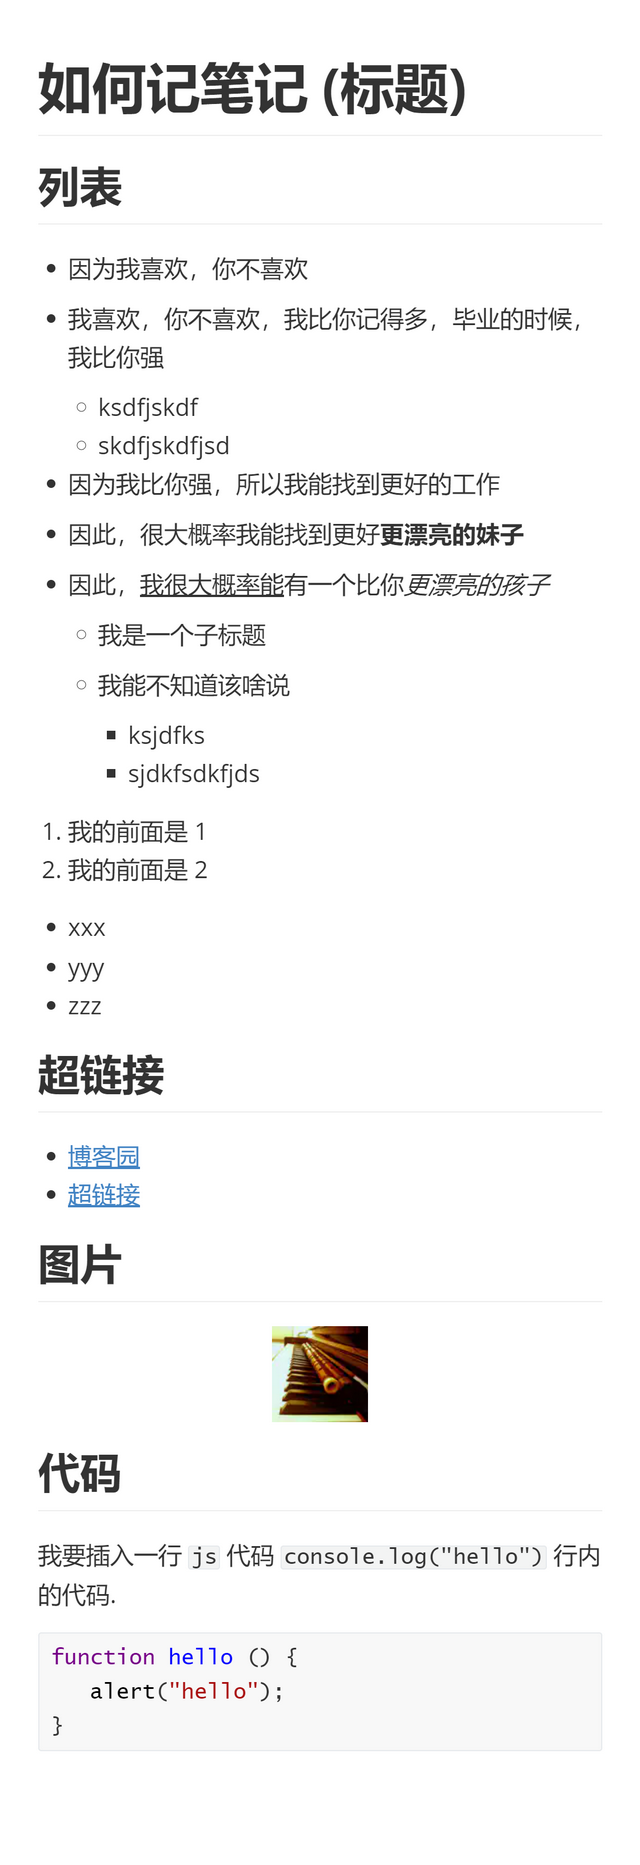 如何记笔记 (标题)
列表
因为我喜欢，你不喜欢
我喜欢，你不喜欢，我比你记得多，毕业的时候，
我比你强
ksdfjskdf
skdfjskdfjsd
因为我比你强，所以我能找到更好的工作
因此，很大概率我能找到更好更漂亮的妹子
因此，我很大概率能有一个比你更漂亮的孩子
我是一个子标题
我能不知道该啥说
ksjdfks
sjdkfsdkfjds
1. 我的前面是 1
2. 我的前面是 2
xxx
yyy
zzz
超链接
博客园
超链接
图片
代码
我要插入一行 js 代码 console.log("hello") 行内
的代码.
function hello () {
   alert("hello");
}